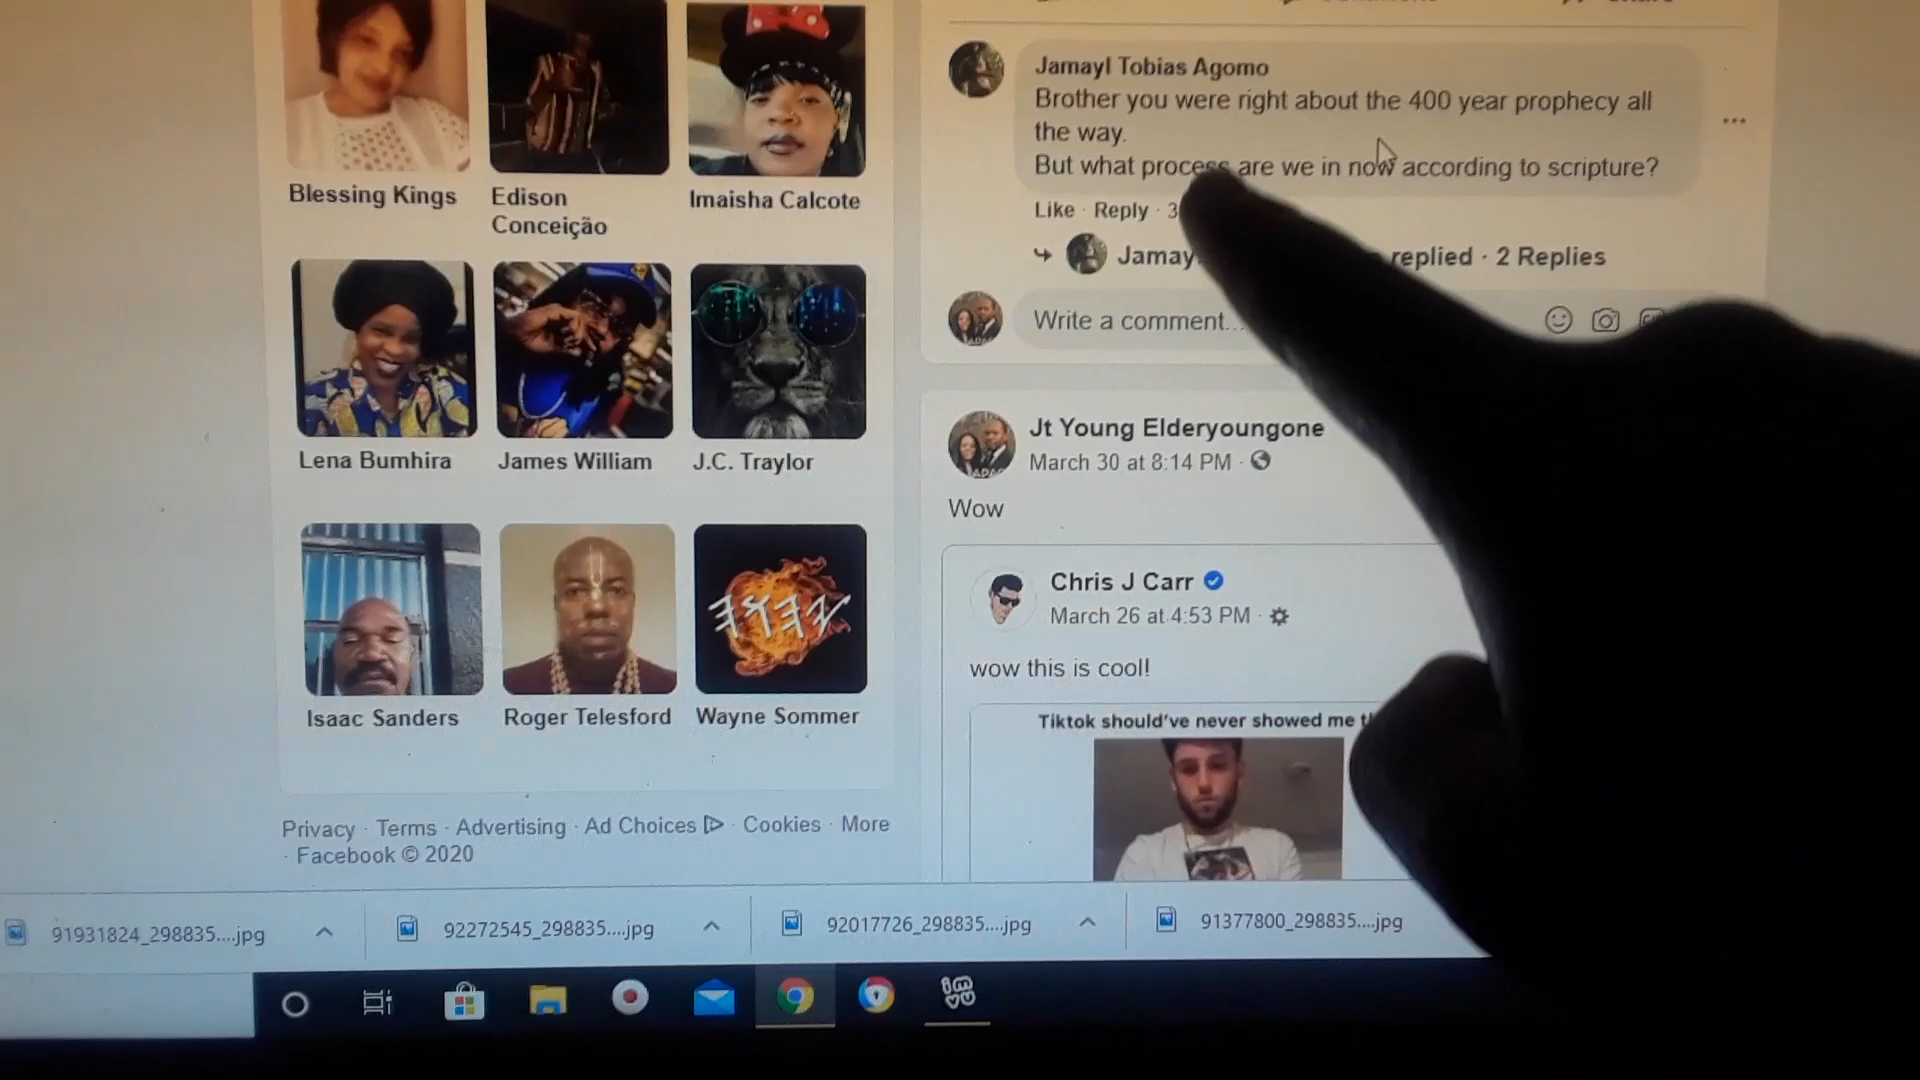 Blessing Kings
Edison
Conceição
Imaisha Calcote
Lena Bumhira
James William
J.C. Traylor
Isaac Sanders
Roger Telesford
Wayne Sommer
Privacy · Terms · Advertising · Ad Choices · Cookies · More
· Facebook © 2020
Jamayl Tobias Agomo
Brother you were right about the 400 year prophecy all
the way.
But what process are we in now according to scripture?
Like · Reply · 3
replied · 2 Replies
Write a comment...
Jt Young Elderyoungone
March 30 at 8:14 PM ·
Wow
Chris J Carr
March 26 at 4:53 PM ·
wow this is cool!
Tiktok should've never showed me
91931824_298835....jpg
92272545_298835....jpg
92017726_298835....jpg
91377800_298835....jpg